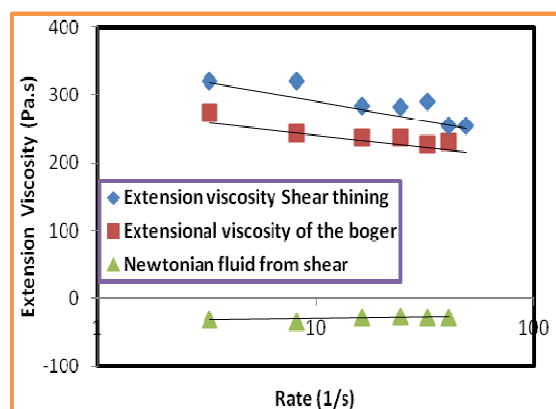 400
300
200
100
0
-100
Extension Viscosity (Pa.s)
Extension viscosity Shear thining
Extensional viscosity of the boger
Newtonian fluid from shear
1
10
100
Rate (1/s)